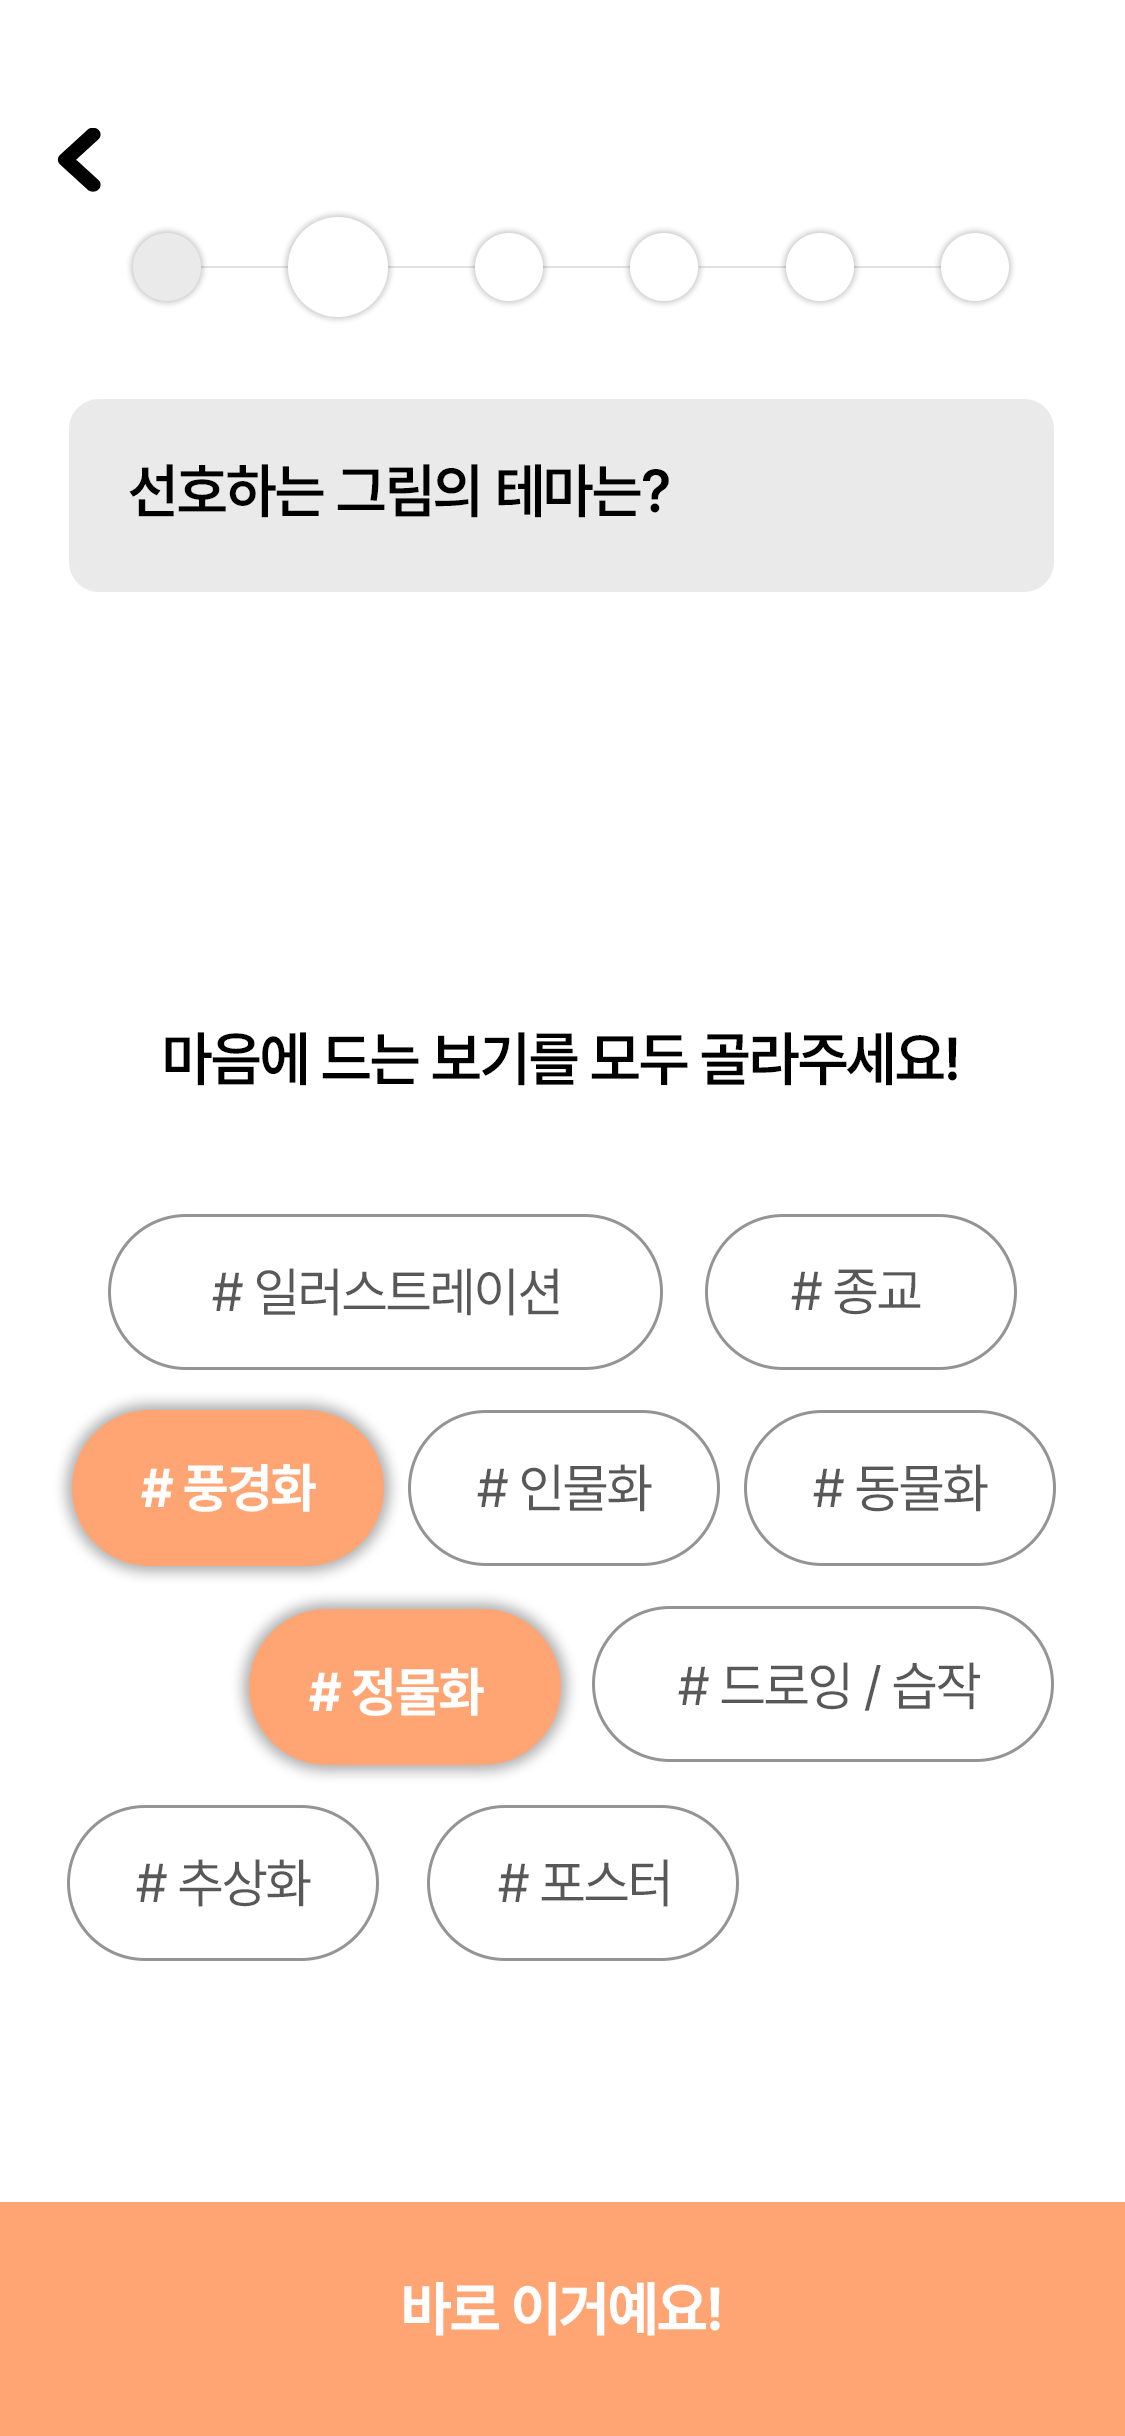 선호하는 그림의 테마는?
마음에 드는 보기를 모두 골라주세요!
# 일러스트레이션
# 종교
# 풍경화
# 인물화
# 동물화
# 정물화
# 드로잉 / 습작
# 추상화
# 포스터
바로 이거예요!